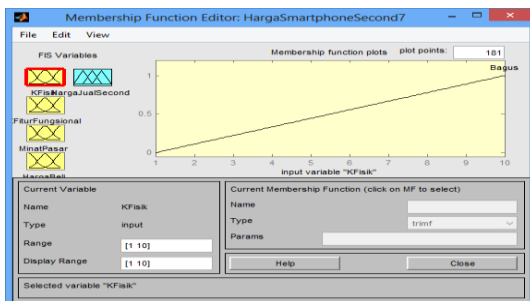 Membership Function Editor: HargaSmartphoneSecond7
File Edit View
FIS Variables
KFisik
HargaJualSecond
FiturFungsional
MinatPasar
HargaBeli
Membership function plots plot points: 181
Bagus
1
0.5
0
1 2 3 4 5 6 7 8 9 10
input variable "KFisik"
Current Variable
Name KFisik
Type input
Range [1 10]
Display Range [1 10]
Current Membership Function (click on MF to select)
Name
Type trimf
Params
Help Close
Selected variable "KFisik"